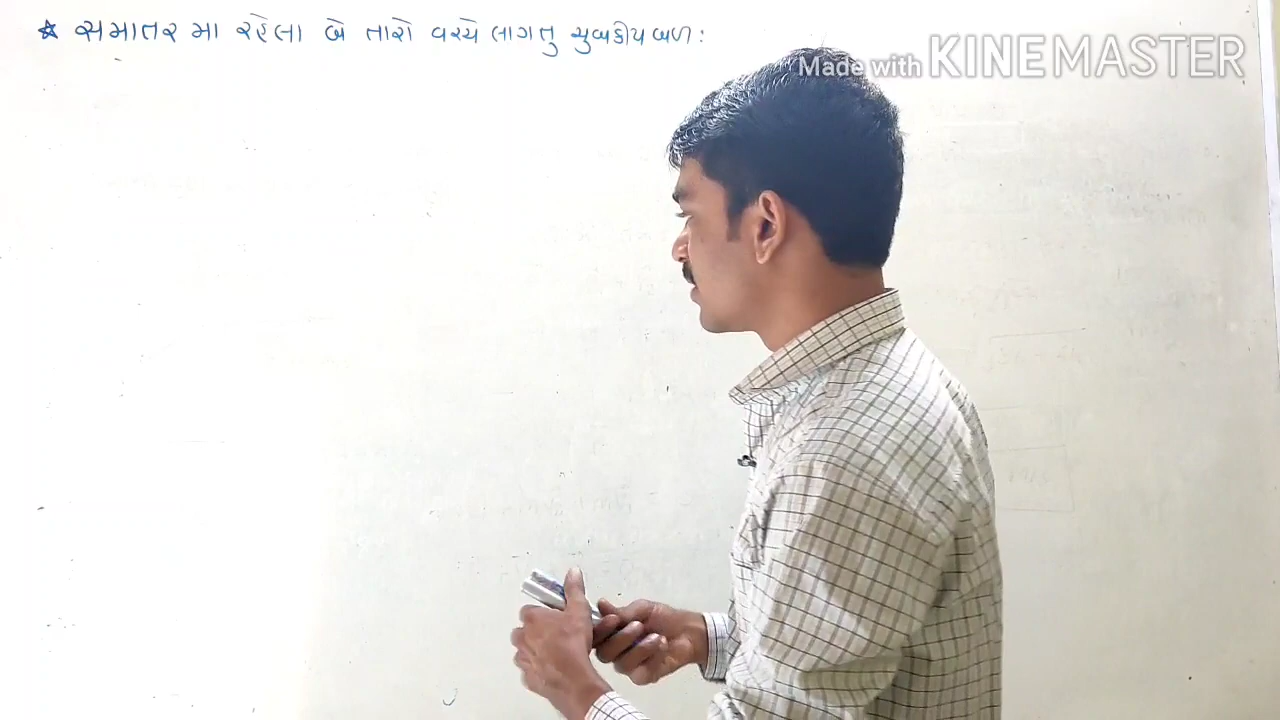 ★ સમાતર મા રહેલા બે તારો વચ્ચે લાગતુ ચુબકીય બળ :
Made with KINEMASTER